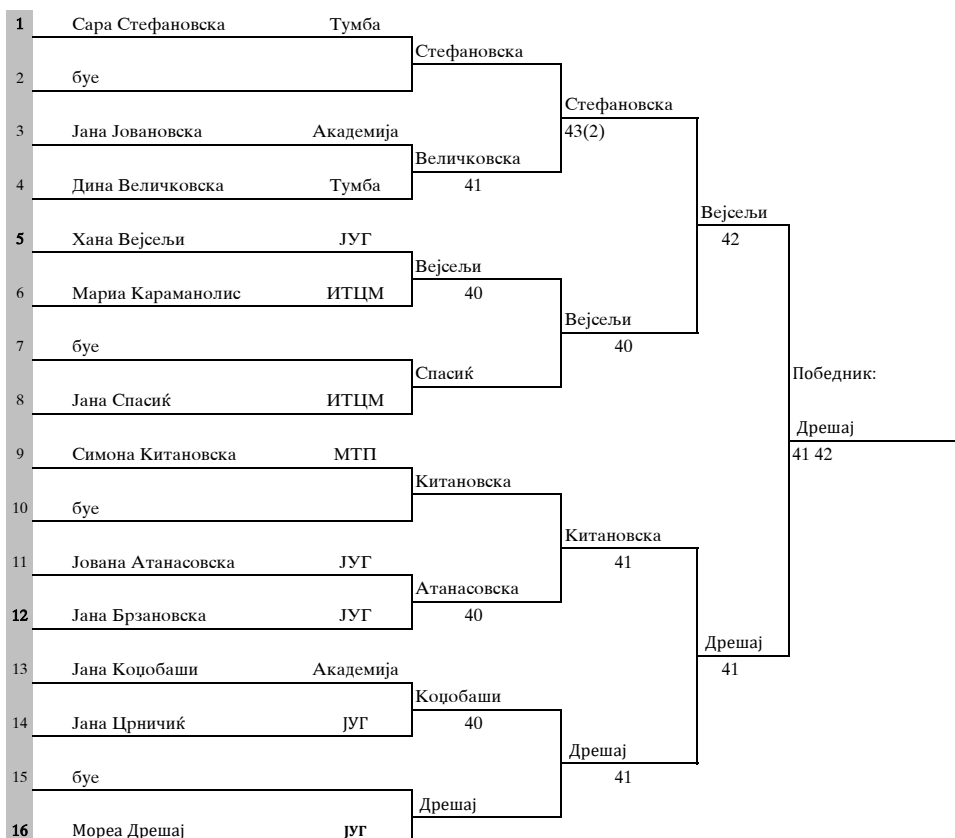 1 Сара Стефановска Тумба
Стефановска
2 буе
Стефановска
3 Јана Јовановска Академија 43(2)
Величковска
4 Дина Величковска Тумба 41
Вејсељи
5 Хана Вејсељи ЈУГ 42
Вејсељи
6 Мариа Караманолис ИТЦМ 40
Вејсељи
7 буе 40
Спасиќ Победник:
8 Јана Спасиќ ИТЦМ
Дрешај
9 Симона Китановска МТП 41 42
Китановска
10 буе
Китановска
11 Јована Атанасовска ЈУГ 41
Атанасовска
12 Јана Брзановска ЈУГ 40
Дрешај
13 Јана Коџобаши Академија 41
Коџобаши
14 Јана Црничиќ ЈУГ 40
Дрешај
15 буе 41
Дрешај
16 Мореа Дрешај ЈУГ